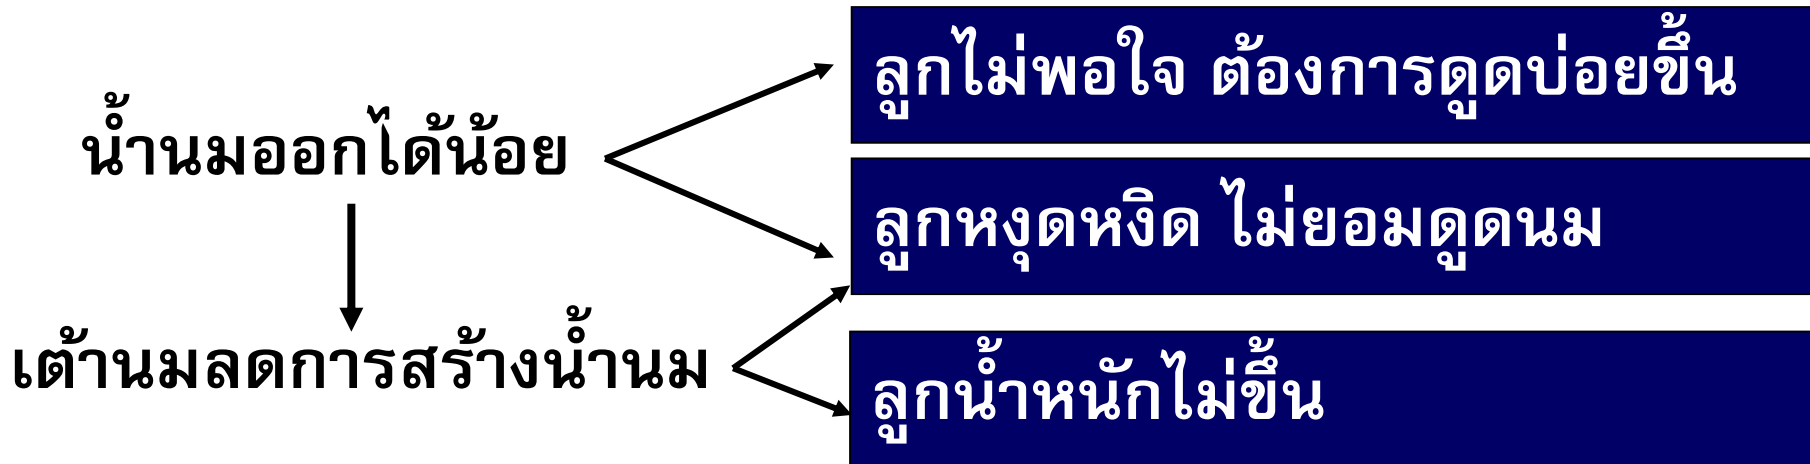 ลูกไม่พอใจ ต้องการดูดบ่อยขึ้น
น้ำนมออกได้น้อย
ลูกหงุดหงิด ไม่ยอมดูดนม
เต้านมลดการสร้างน้ำนม
ลูกน้ำหนักไม่ขึ้น